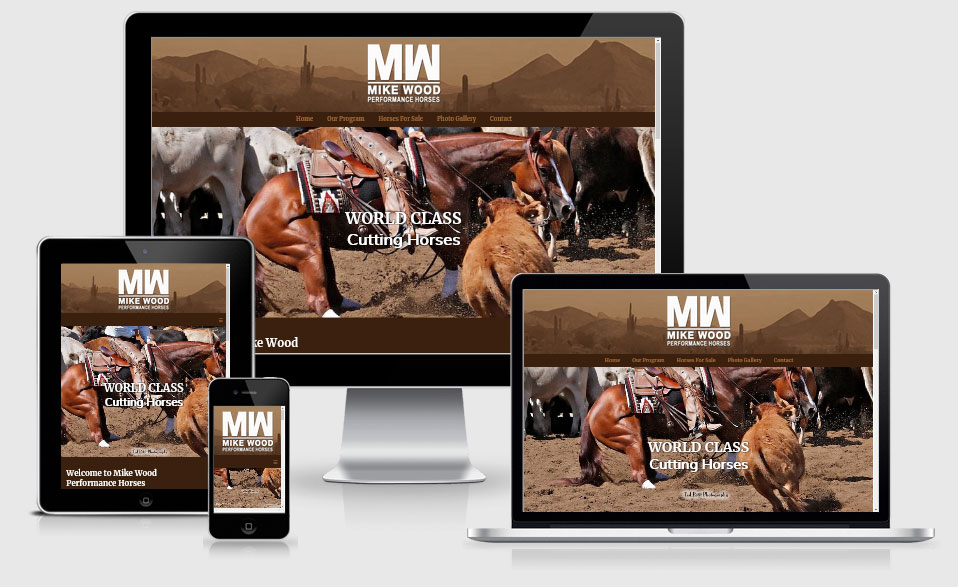 MW
MIKE WOOD
PERFORMANCE HORSES
Home Our Program Horses For Sale Photo Gallery Contact
WORLD CLASS
Cutting Horses
ke Wood
MW
MIKE WOOD
PERFORMANCE HORSES
WORLD CLASS
Cutting Horses
Welcome to Mike Wood
Performance Horses
MW
MIKE WOOD
PERFORMANCE HORSES
MW
MIKE WOOD
PERFORMANCE HORSES
Home Our Program Horses For Sale Photo Gallery Contact
WORLD CLASS
Cutting Horses
Photography